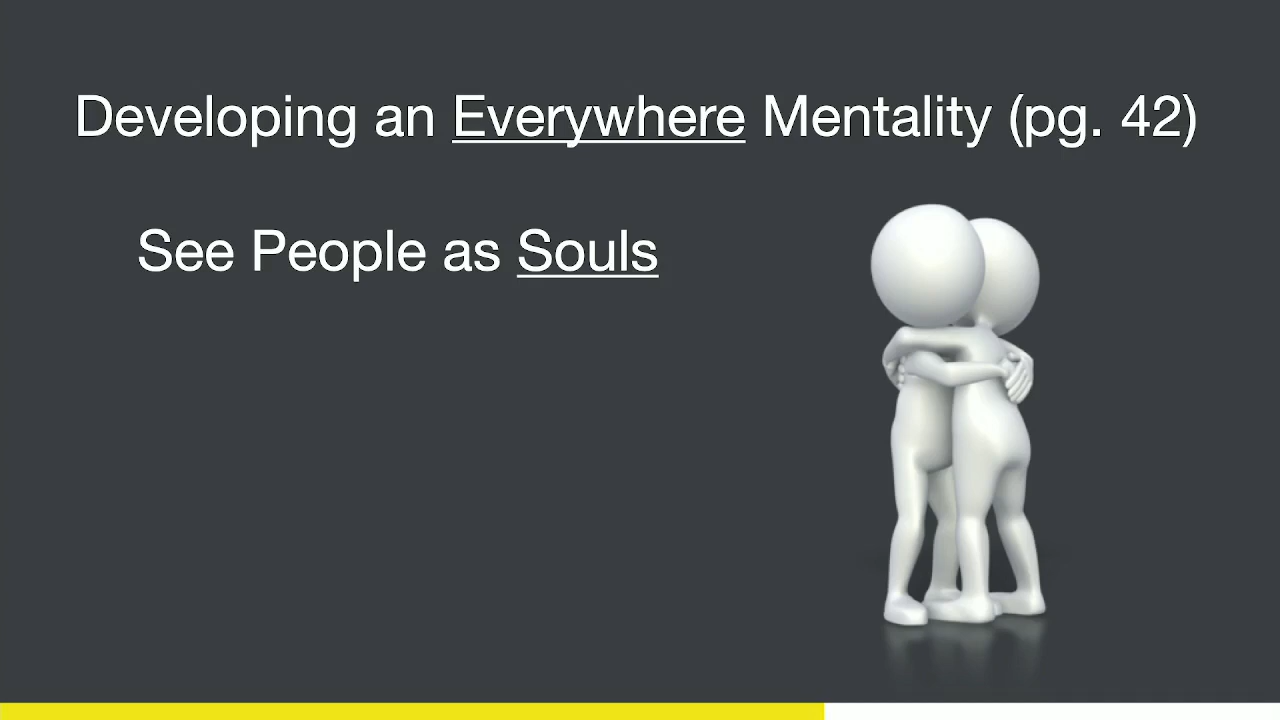 Developing an Everywhere Mentality (pg. 42)
See People as Souls